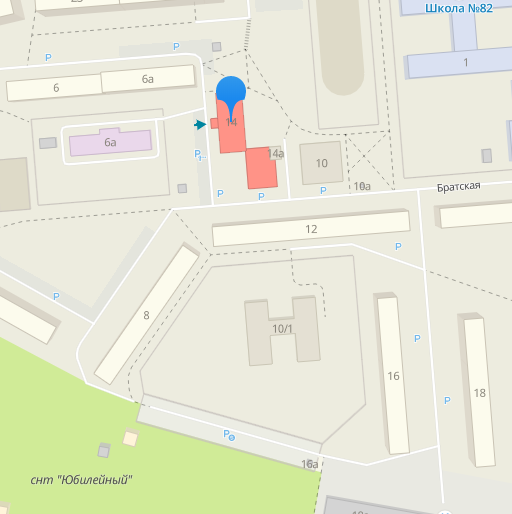 Школа №82
P
P
6
6а
1
14
6а
P
14а
10
P
P
P
10а
Братская
12
P
P
8
10/1
P
16
P
18
P
16а
снт "Юбилейный"